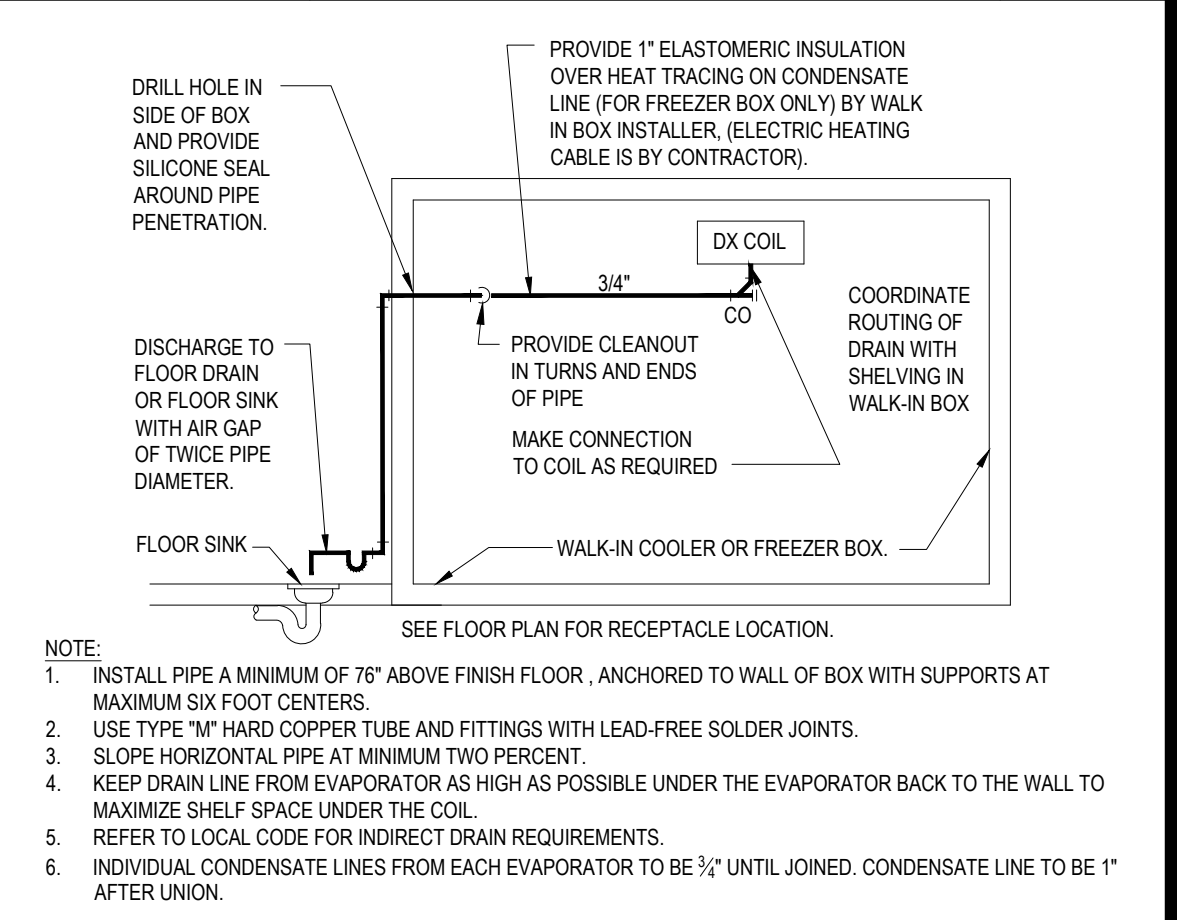 PROVIDE 1" ELASTOMERIC INSULATION
OVER HEAT TRACING ON CONDENSATE
LINE (FOR FREEZER BOX ONLY) BY WALK
IN BOX INSTALLER, (ELECTRIC HEATING
CABLE IS BY CONTRACTOR).
DRILL HOLE IN
SIDE OF BOX
AND PROVIDE
SILICONE SEAL
AROUND PIPE
PENETRATION.
DX COIL
3/4"
CO
COORDINATE
ROUTING OF
DRAIN WITH
SHELVING IN
WALK-IN BOX
DISCHARGE TO
FLOOR DRAIN
OR FLOOR SINK
WITH AIR GAP
OF TWICE PIPE
DIAMETER.
PROVIDE CLEANOUT
IN TURNS AND ENDS
OF PIPE
MAKE CONNECTION
TO COIL AS REQUIRED
FLOOR SINK
WALK-IN COOLER OR FREEZER BOX.
SEE FLOOR PLAN FOR RECEPTACLE LOCATION.
NOTE:
1. INSTALL PIPE A MINIMUM OF 76" ABOVE FINISH FLOOR , ANCHORED TO WALL OF BOX WITH SUPPORTS AT
MAXIMUM SIX FOOT CENTERS.
2. USE TYPE "M" HARD COPPER TUBE AND FITTINGS WITH LEAD-FREE SOLDER JOINTS.
3. SLOPE HORIZONTAL PIPE AT MINIMUM TWO PERCENT.
4. KEEP DRAIN LINE FROM EVAPORATOR AS HIGH AS POSSIBLE UNDER THE EVAPORATOR BACK TO THE WALL TO
MAXIMIZE SHELF SPACE UNDER THE COIL.
5. REFER TO LOCAL CODE FOR INDIRECT DRAIN REQUIREMENTS.
6. INDIVIDUAL CONDENSATE LINES FROM EACH EVAPORATOR TO BE ¾" UNTIL JOINED. CONDENSATE LINE TO BE 1"
AFTER UNION.